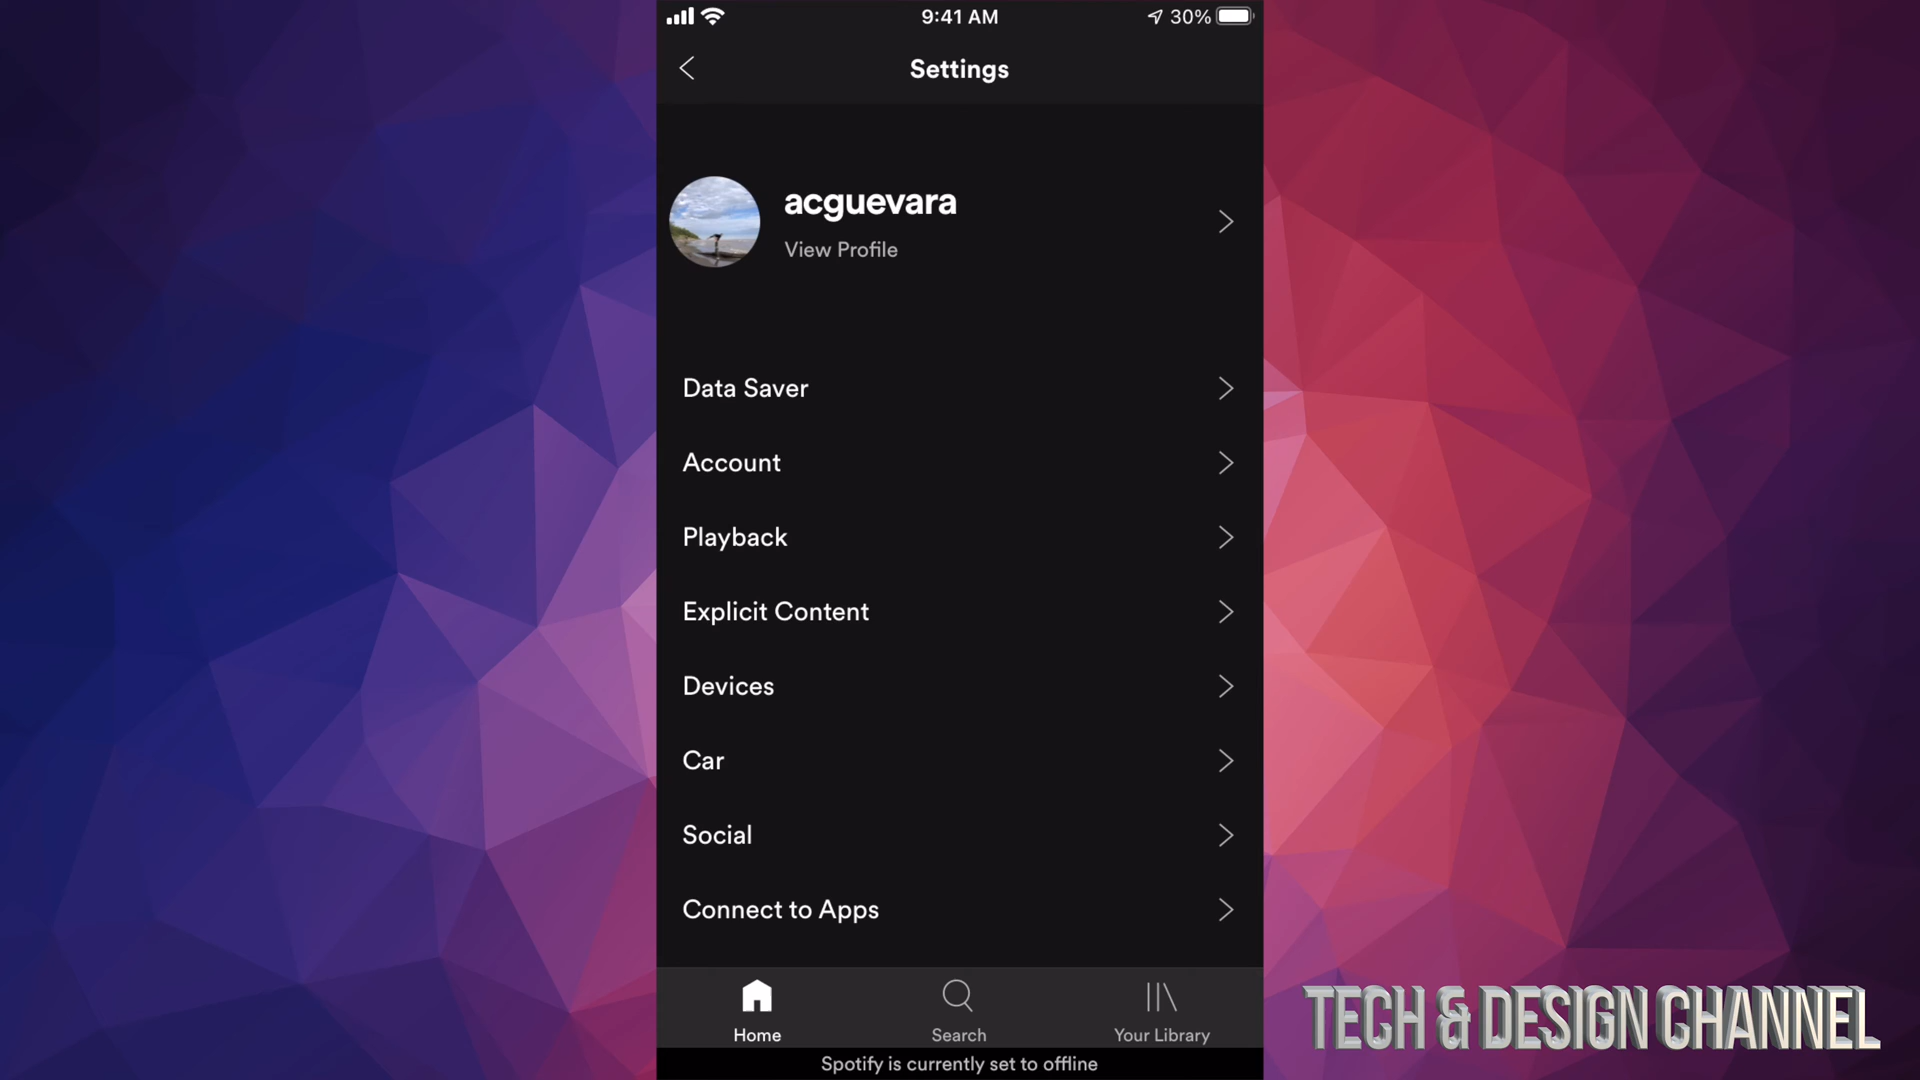 9:41 AM
30%
Settings
acguevara
View Profile
Data Saver
Account
Playback
Explicit Content
Devices
Car
Social
Connect to Apps
Home
Search
Your Library
Spotify is currently set to offline
TECH & DESIGN CHANNEL